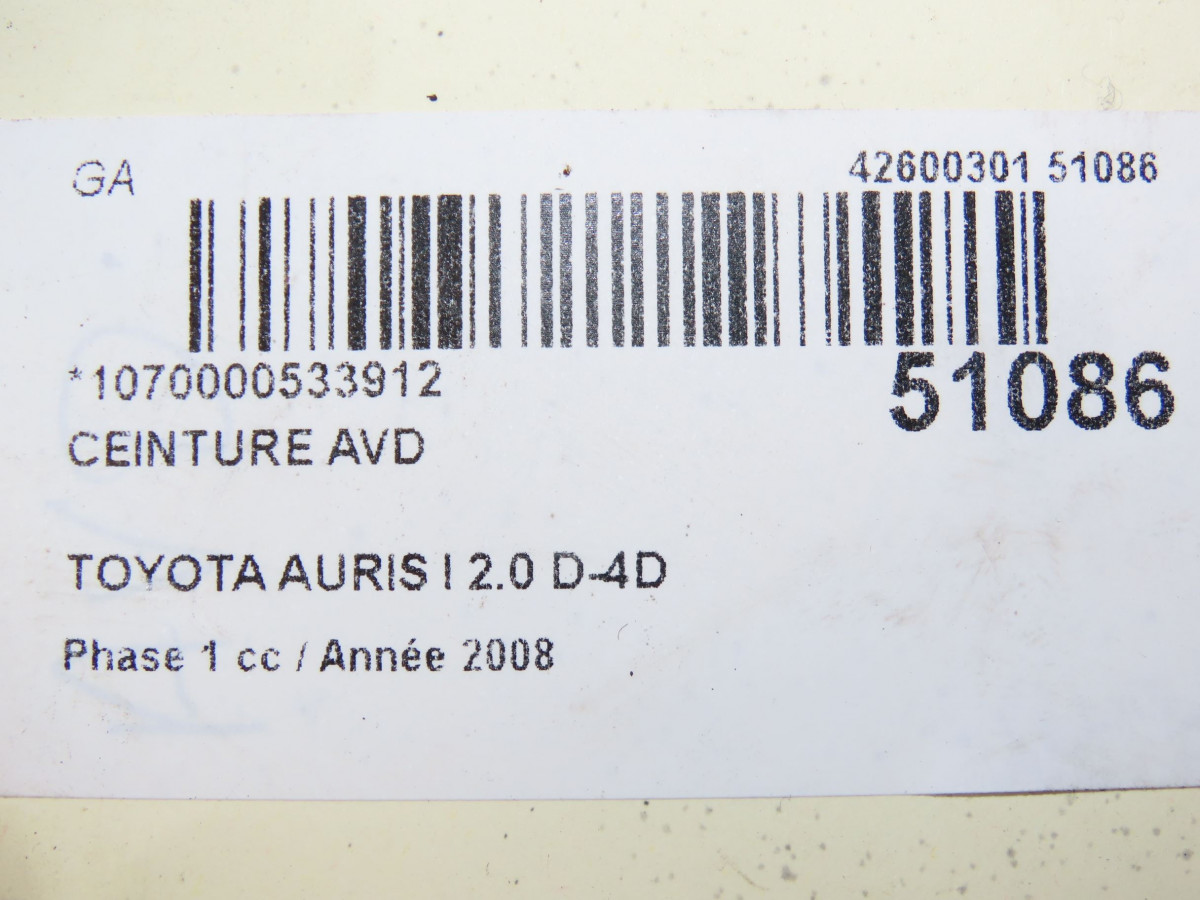 GA
42600301 51086
*1070000533912
51086
CEINTURE AVD
TOYOTA AURIS I 2.0 D-4D
Phase 1 cc / Année 2008